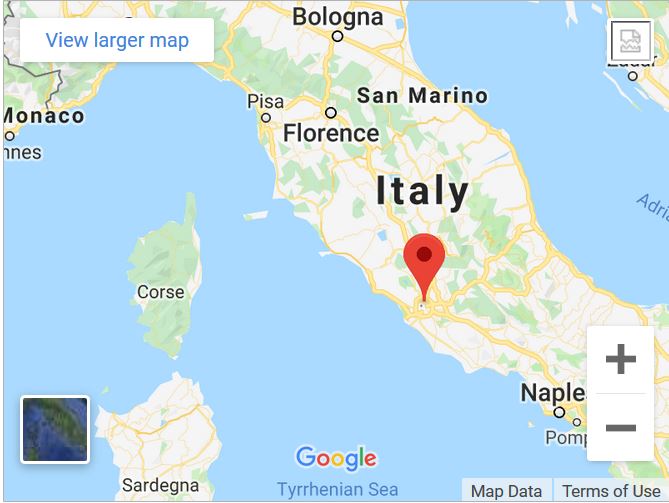 Bologna
View larger map
Zadar
Pisa
San Marino
Monaco
Florence
nnes
Italy
Adria
Corse
Naple
Pomp
Google
Sardegna
Tyrrhenian Sea
Map Data
Terms of Use